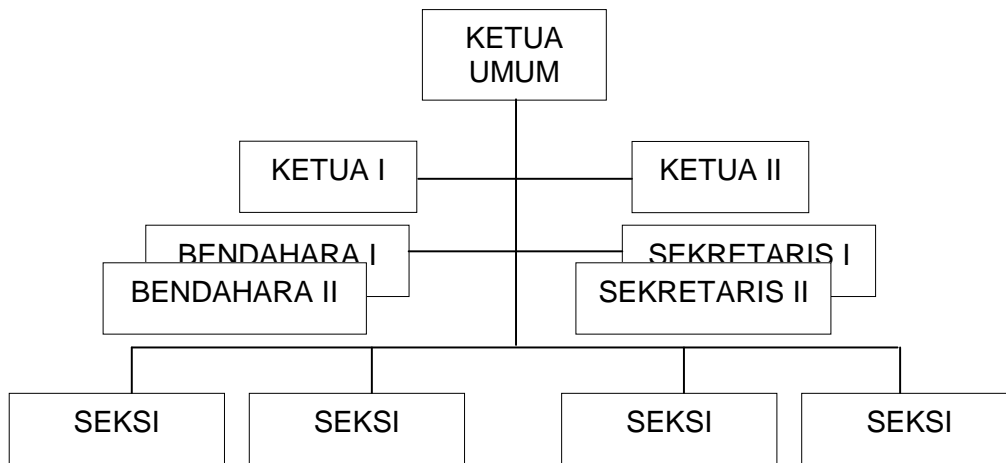 KETUA
UMUM
KETUA I
KETUA II
BENDAHARA I
SEKRETARIS I
BENDAHARA II
SEKRETARIS II
SEKSI
SEKSI
SEKSI
SEKSI